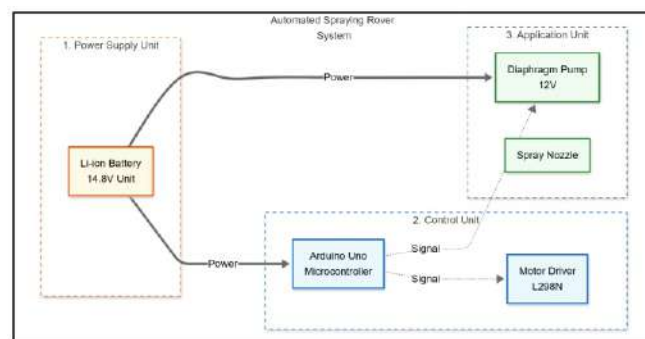 Automated Spraying Rover
System
1. Power Supply Unit
3. Application Unit
Diaphragm Pump
12V
Power
Spray Nozzle
Li-ion Battery
14.8V Unit
2. Control Unit
Signal
Arduino Uno
Microcontroller
Power
Signal
Motor Driver
L298N